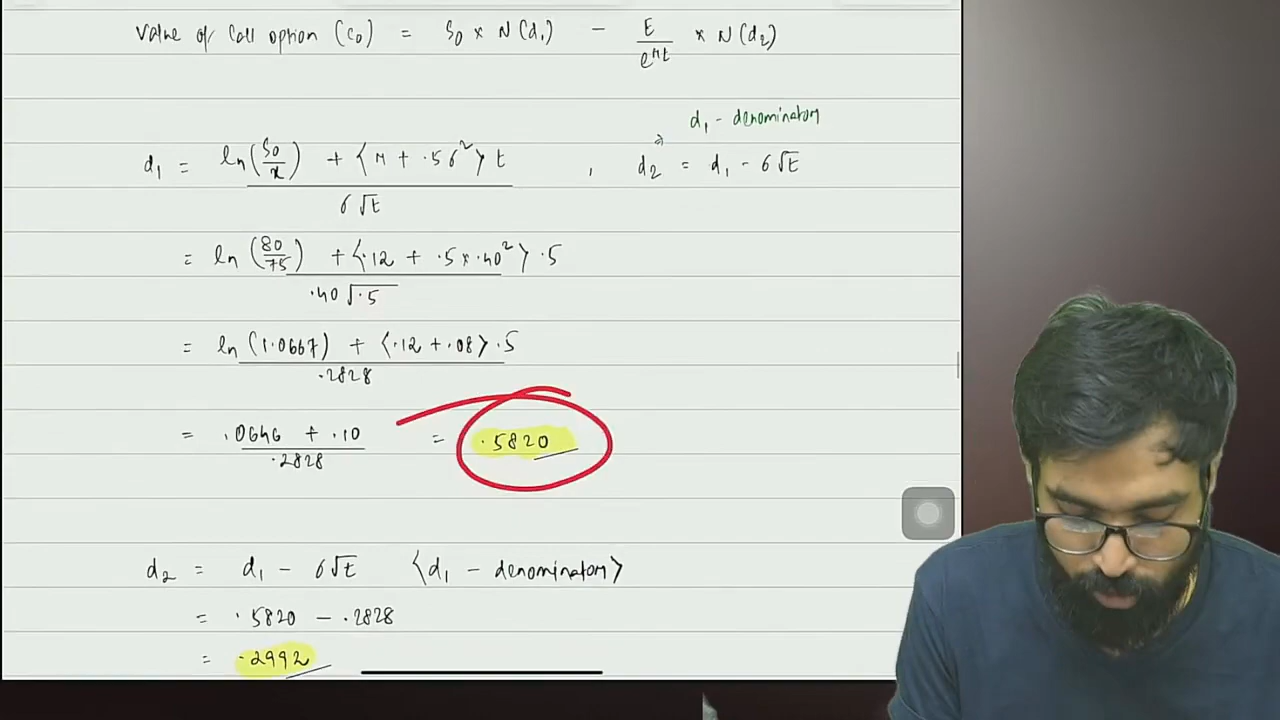 Value of Call option (C₀) = S₀ × N(d₁) − E/e^rt × N(d₂)
d₁ - denominator
d₁ = ln(S₀/x) + <r + .5σ²> t / σ√t , d₂ = d₁ - σ√t
= ln(80/75) + <.12 + .5×.40²> .5 / .40√.5
= ln(1.0667) + <.12 + .08> .5 / .2828
= .0646 + .10 / .2828 = .5820
d₂ = d₁ − σ√t <d₁ − denominator>
= .5820 − .2828
= .2992